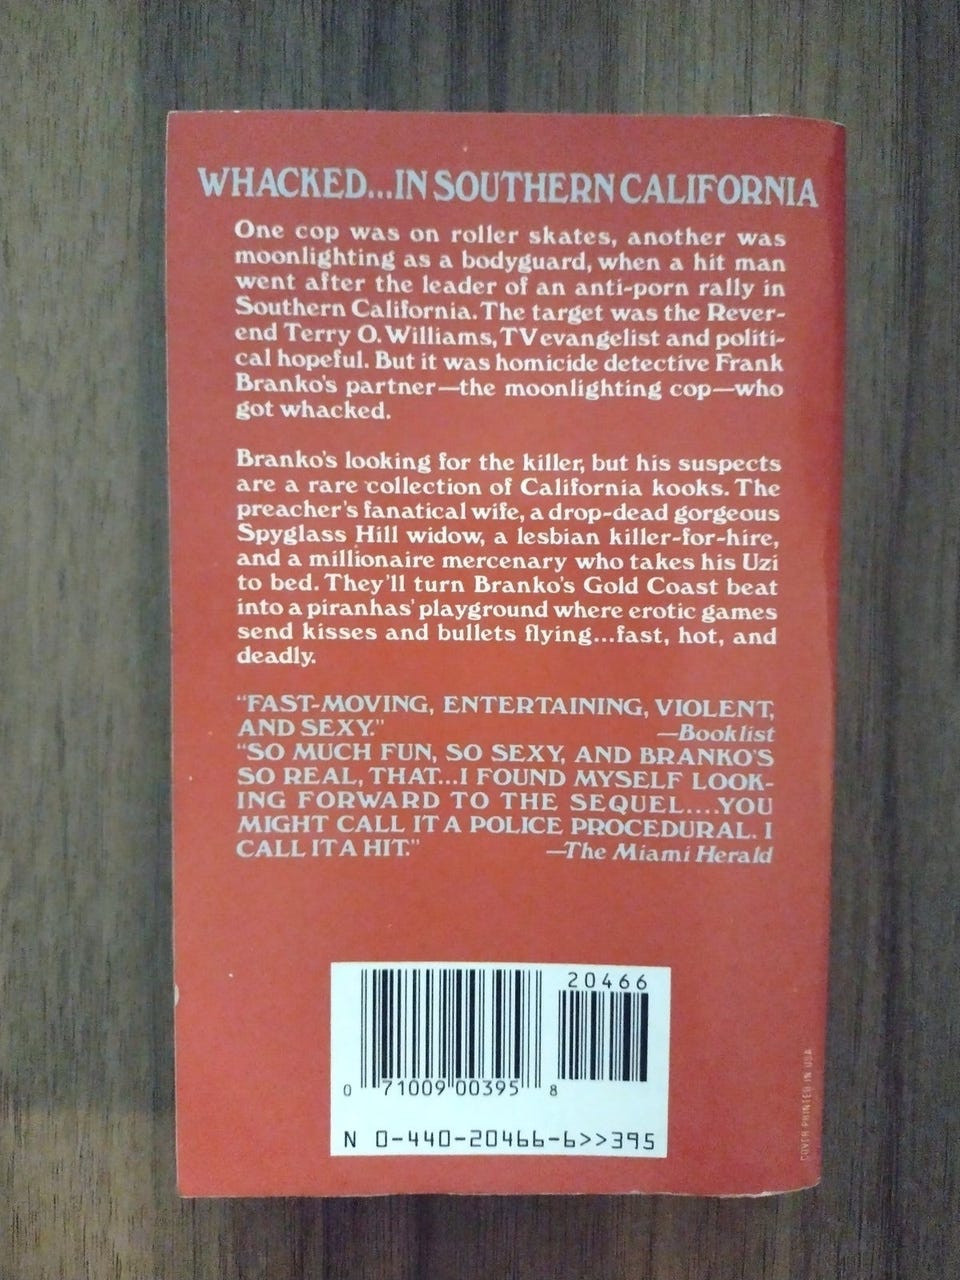 WHACKED...IN SOUTHERN CALIFORNIA
One cop was on roller skates, another was
moonlighting as a bodyguard, when a hit man
went after the leader of an anti-porn rally in
Southern California. The target was the Rever-
end Terry O. Williams, TV evangelist and politi-
cal hopeful. But it was homicide detective Frank
Branko's partner—the moonlighting cop—who
got whacked.
Branko's looking for the killer, but his suspects
are a rare collection of California kooks. The
preacher's fanatical wife, a drop-dead gorgeous
Spyglass Hill widow, a lesbian killer-for-hire,
and a millionaire mercenary who takes his Uzi
to bed. They'll turn Branko's Gold Coast beat
into a piranhas' playground where erotic games
send kisses and bullets flying...fast, hot, and
deadly.
"FAST-MOVING, ENTERTAINING, VIOLENT,
AND SEXY." —Booklist
"SO MUCH FUN, SO SEXY, AND BRANKO'S
SO REAL, THAT...I FOUND MYSELF LOOK-
ING FORWARD TO THE SEQUEL....YOU
MIGHT CALL IT A POLICE PROCEDURAL. I
CALL IT A HIT." —The Miami Herald
20466
0 71009 00395 8
N 0-440-20466-6>>395
COVER PRINTED IN USA